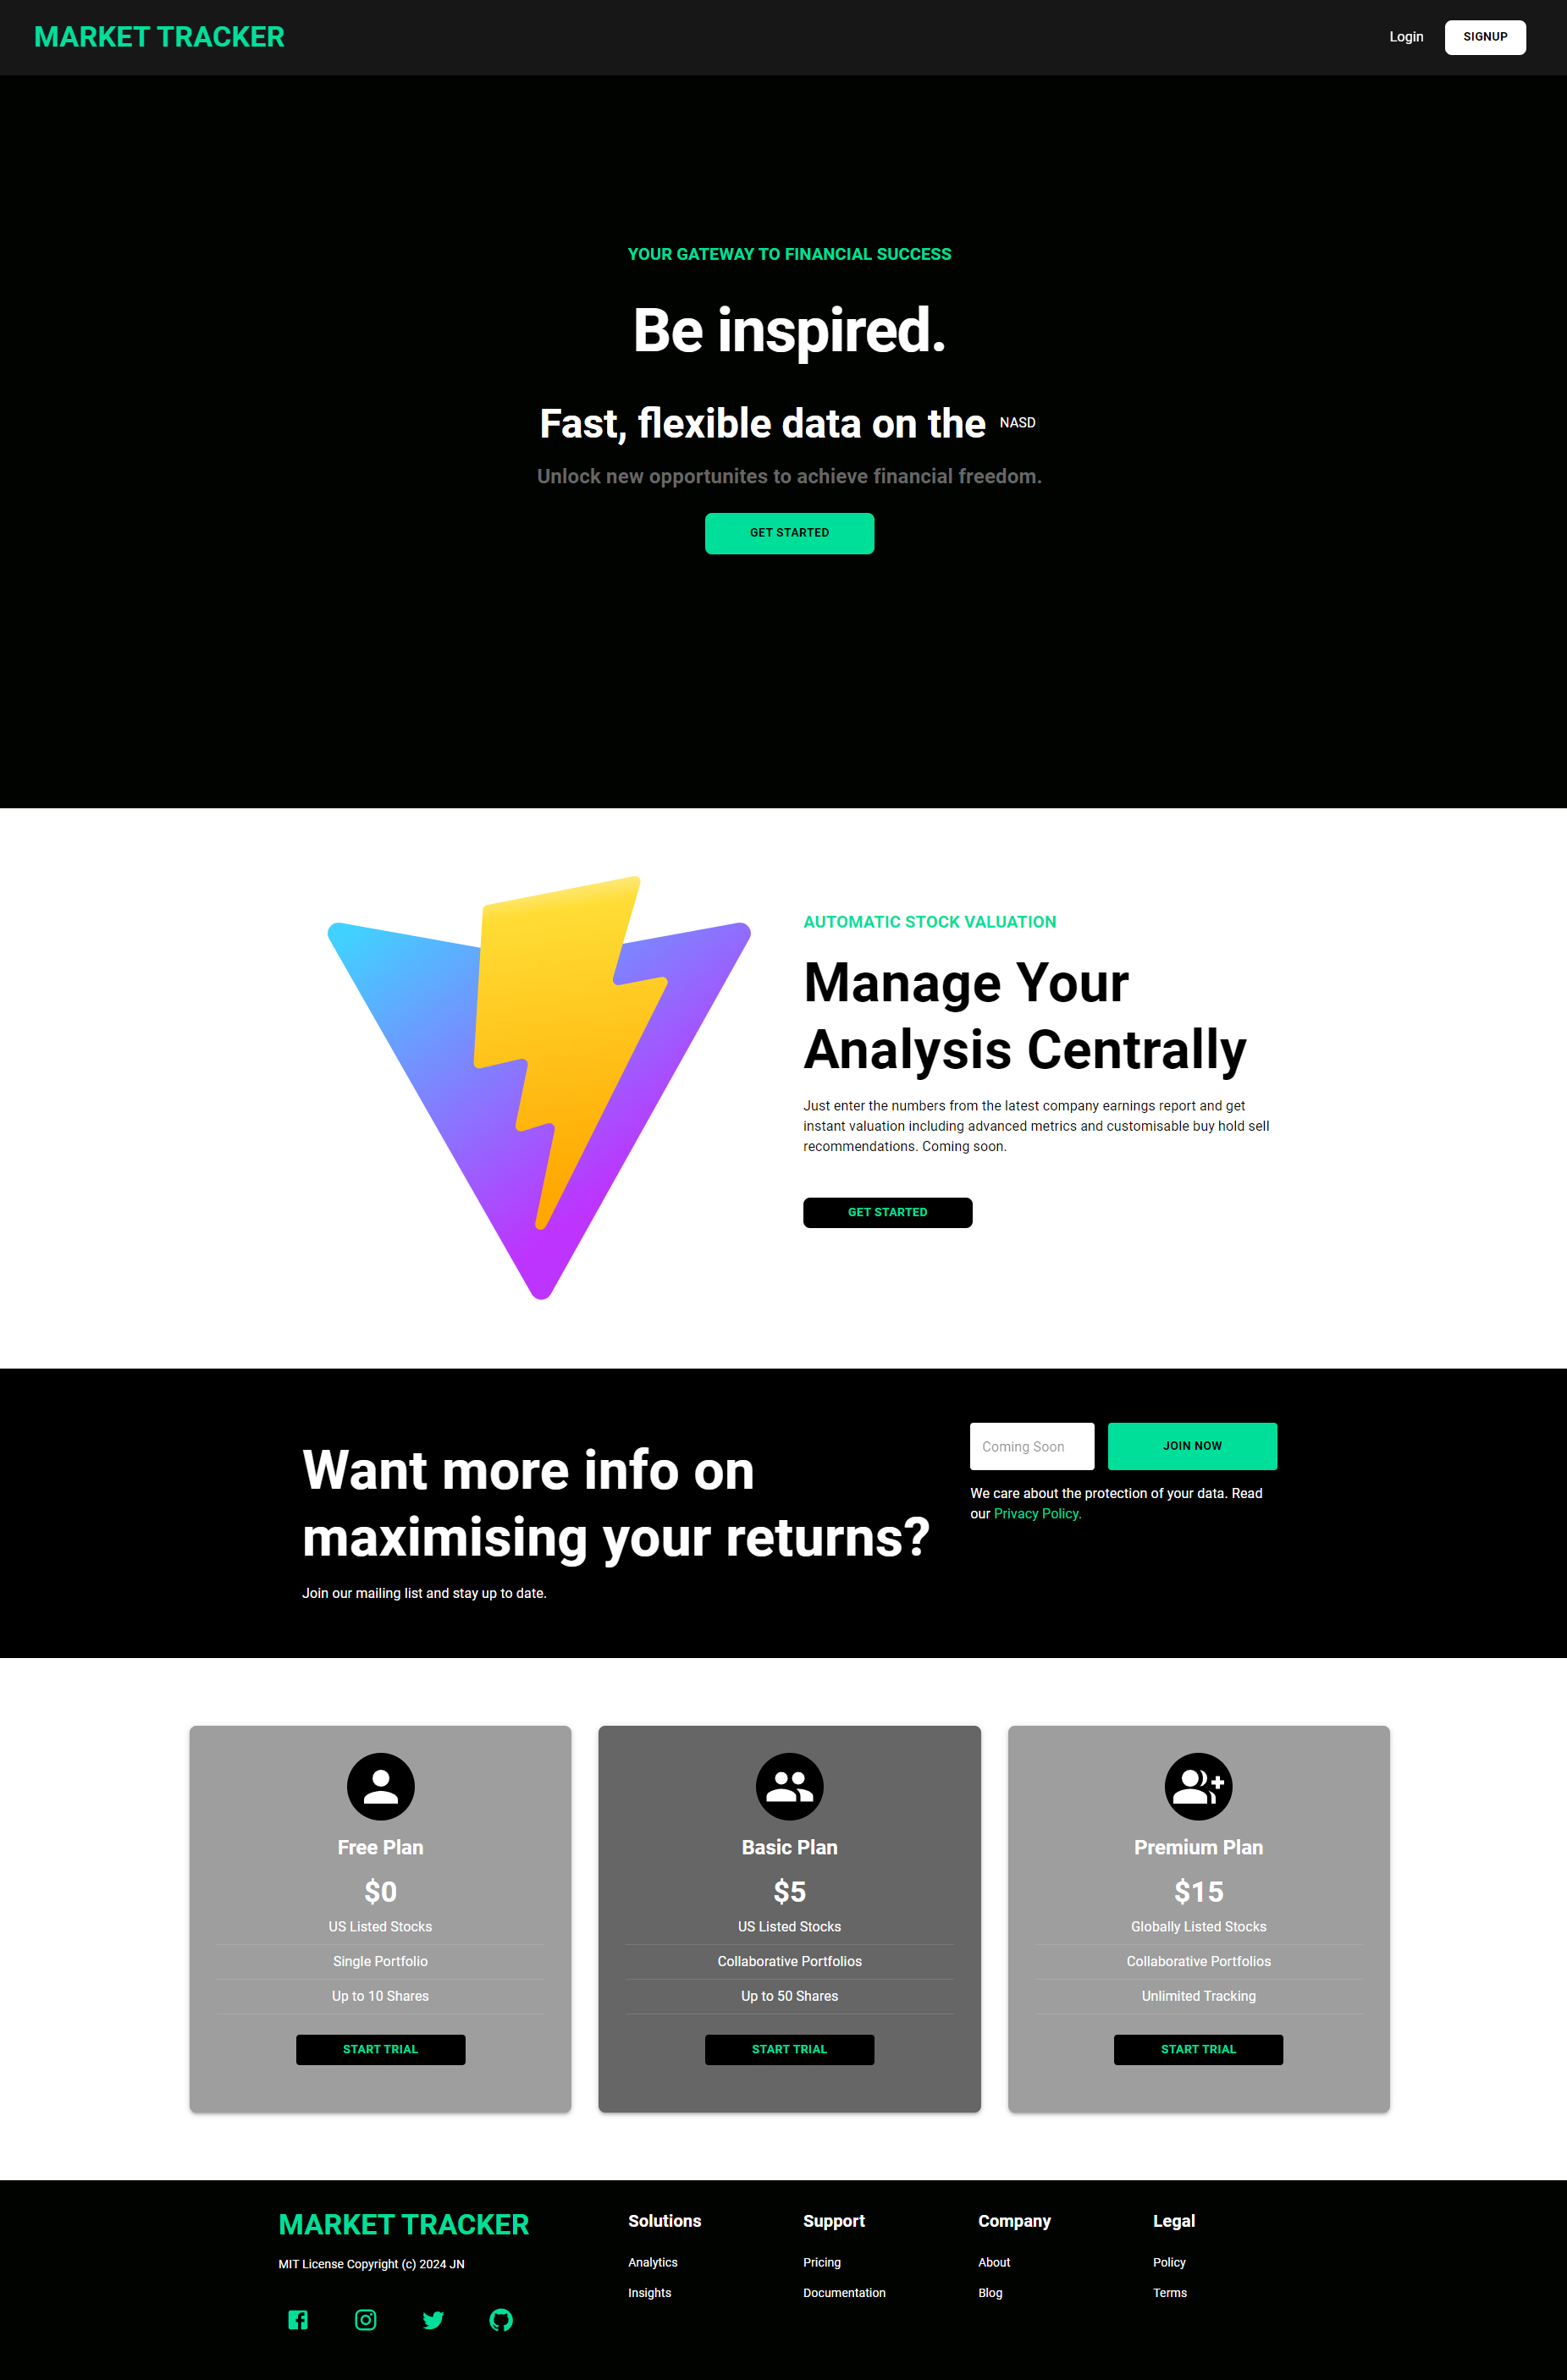 MARKET TRACKER
Login
SIGNUP
YOUR GATEWAY TO FINANCIAL SUCCESS
Be inspired.
Fast, flexible data on the NASD
Unlock new opportunites to achieve financial freedom.
GET STARTED
AUTOMATIC STOCK VALUATION
Manage Your
Analysis Centrally
Just enter the numbers from the latest company earnings report and get
instant valuation including advanced metrics and customisable buy hold sell
recommendations. Coming soon.
GET STARTED
Want more info on
maximising your returns?
Join our mailing list and stay up to date.
Coming Soon
JOIN NOW
We care about the protection of your data. Read
our Privacy Policy.
Free Plan
$0
US Listed Stocks
Single Portfolio
Up to 10 Shares
START TRIAL
Basic Plan
$5
US Listed Stocks
Collaborative Portfolios
Up to 50 Shares
START TRIAL
Premium Plan
$15
Globally Listed Stocks
Collaborative Portfolios
Unlimited Tracking
START TRIAL
MARKET TRACKER
MIT License Copyright (c) 2024 JN
Solutions
Analytics
Insights
Support
Pricing
Documentation
Company
About
Blog
Legal
Policy
Terms